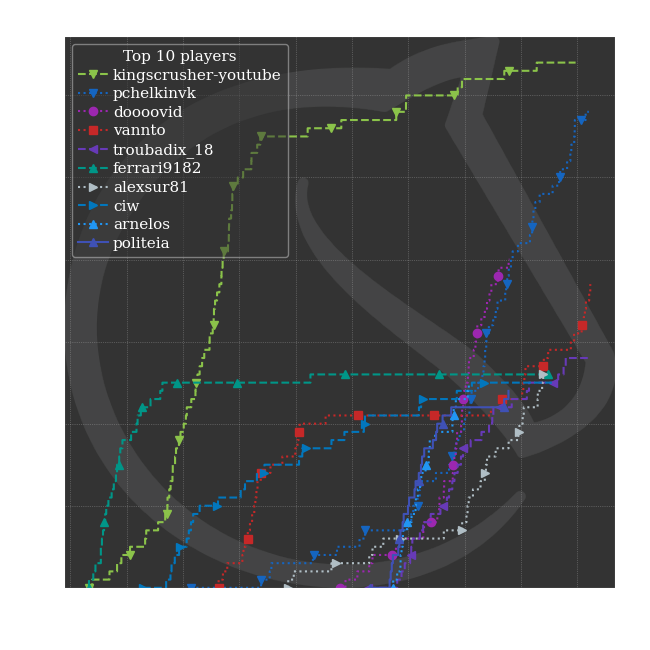 Top 10 players
kingscrusher-youtube
pchelkinvk
doooovid
vannto
troubadix_18
ferrari9182
alexsur81
ciw
arnelos
politeia